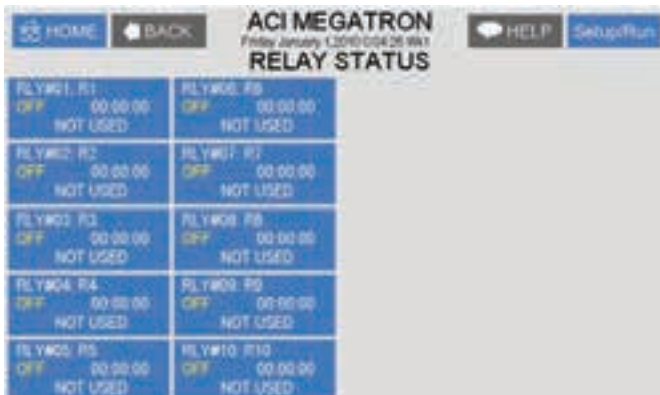 HOME BACK ACI MEGATRON HELP Setup/Run
Friday January 1,2010
RELAY STATUS
RLY#01, R1
OFF 00:00:00
NOT USED
RLY#02, R2
OFF 00:00:00
NOT USED
RLY#03, R3
OFF 00:00:00
NOT USED
RLY#04, R4
OFF 00:00:00
NOT USED
RLY#05, R5
OFF 00:00:00
NOT USED
RLY#06, R6
OFF 00:00:00
NOT USED
RLY#07, R7
OFF 00:00:00
NOT USED
RLY#08, R8
OFF 00:00:00
NOT USED
RLY#09, R9
OFF 00:00:00
NOT USED
RLY#10, R10
OFF 00:00:00
NOT USED